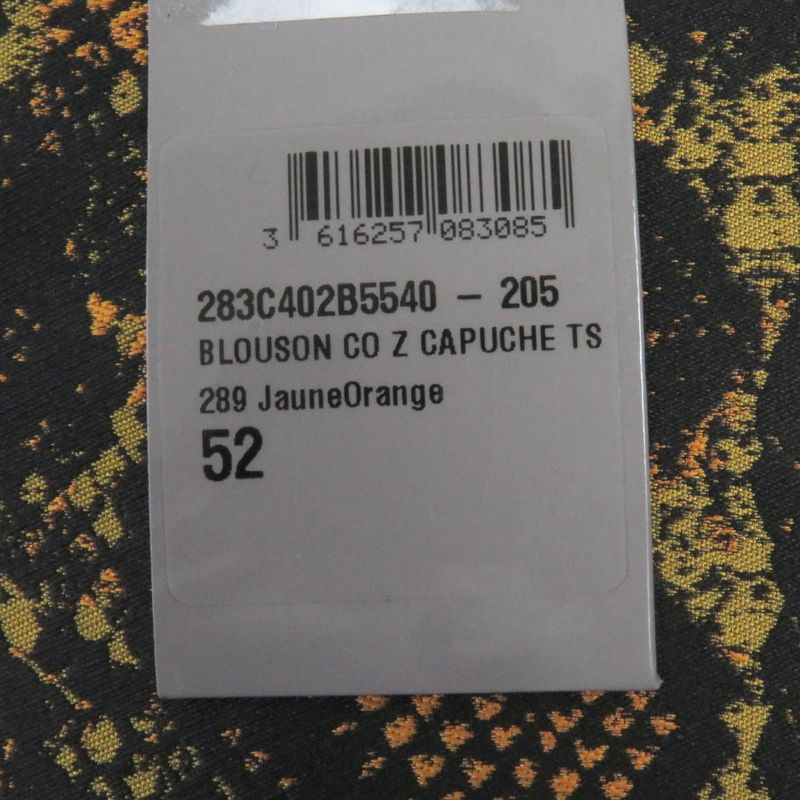 3 616257 083085
283C402B5540 – 205
BLOUSON CO Z CAPUCHE TS
289 JauneOrange
52